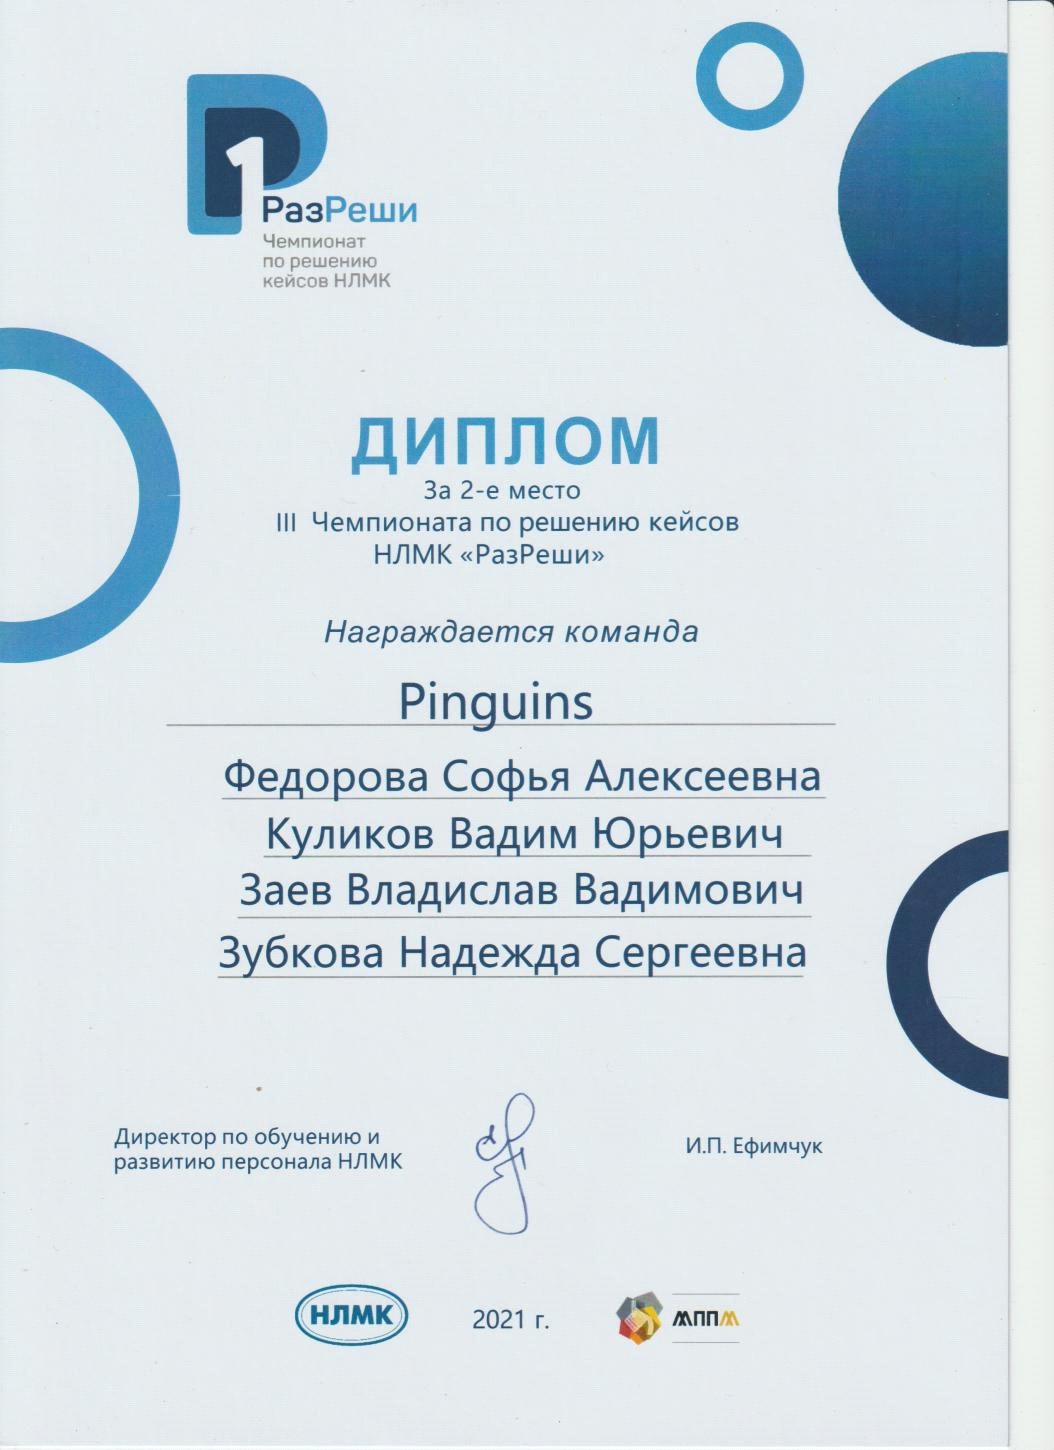 РазРеши
Чемпионат
по решению
кейсов НЛМК
ДИПЛОМ
За 2-е место
III Чемпионата по решению кейсов
НЛМК «РазРеши»
Награждается команда
Pinguins
Федорова Софья Алексеевна
Куликов Вадим Юрьевич
Заев Владислав Вадимович
Зубкова Надежда Сергеевна
Директор по обучению и
развитию персонала НЛМК
И.П. Ефимчук
НЛМК
2021 г.
МППМ